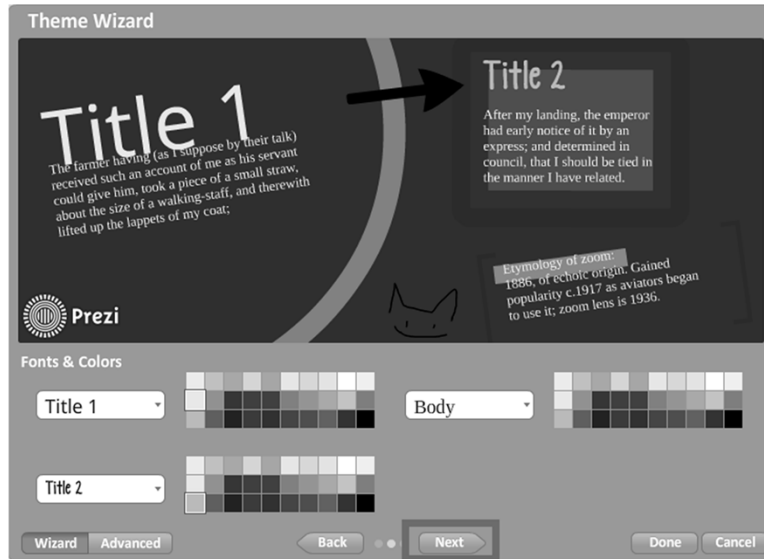 Theme Wizard
Title 1
The farmer having (as I suppose by their talk)
received such an account of me as his servant
could give him, took a piece of a small straw,
about the size of a walking-staff, and therewith
lifted up the lappets of my coat;
Title 2
After my landing, the emperor
had early notice of it by an
express; and determined in
council, that I should be tied in
the manner I have related.
Etymology of zoom:
1886, of echoic origin. Gained
popularity c.1917 as aviators began
to use it; zoom lens is 1936.
Prezi
Fonts & Colors
Title 1
Body
Title 2
Wizard
Advanced
Back
Next
Done
Cancel